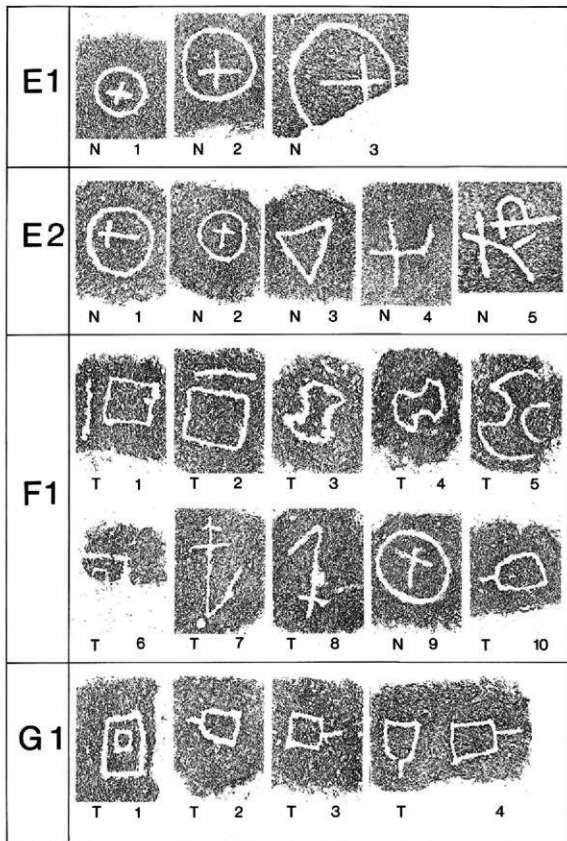 E1
N 1 N 2 N 3
E2
N 1 N 2 N 3 N 4 N 5
F1
T 1 T 2 T 3 T 4 T 5
T 6 T 7 T 8 N 9 T 10
G1
T 1 T 2 T 3 T 4